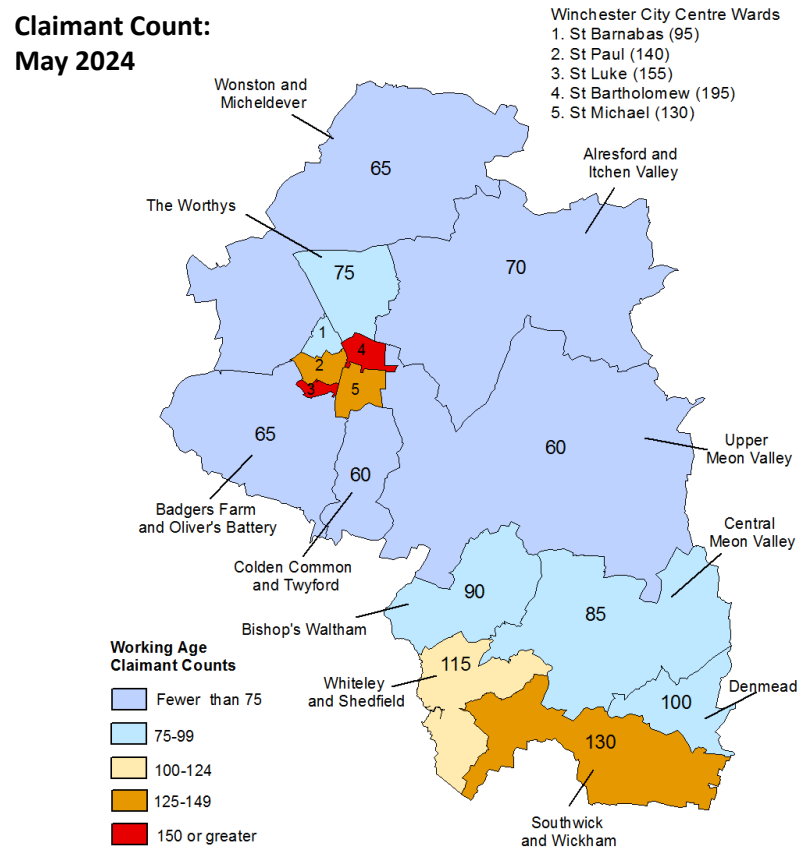 Claimant Count:
May 2024
Winchester City Centre Wards
1. St Barnabas (95)
2. St Paul (140)
3. St Luke (155)
4. St Bartholomew (195)
5. St Michael (130)
Wonston and
Micheldever
65
Alresford and
Itchen Valley
The Worthys
75
70
1
4
2
3
5
65
60
60
Upper
Meon Valley
Badgers Farm
and Oliver's Battery
Colden Common
and Twyford
Central
Meon Valley
90
85
Bishop's Waltham
115
Whiteley
and Shedfield
100
Denmead
130
Southwick
and Wickham
Working Age
Claimant Counts
Fewer than 75
75-99
100-124
125-149
150 or greater